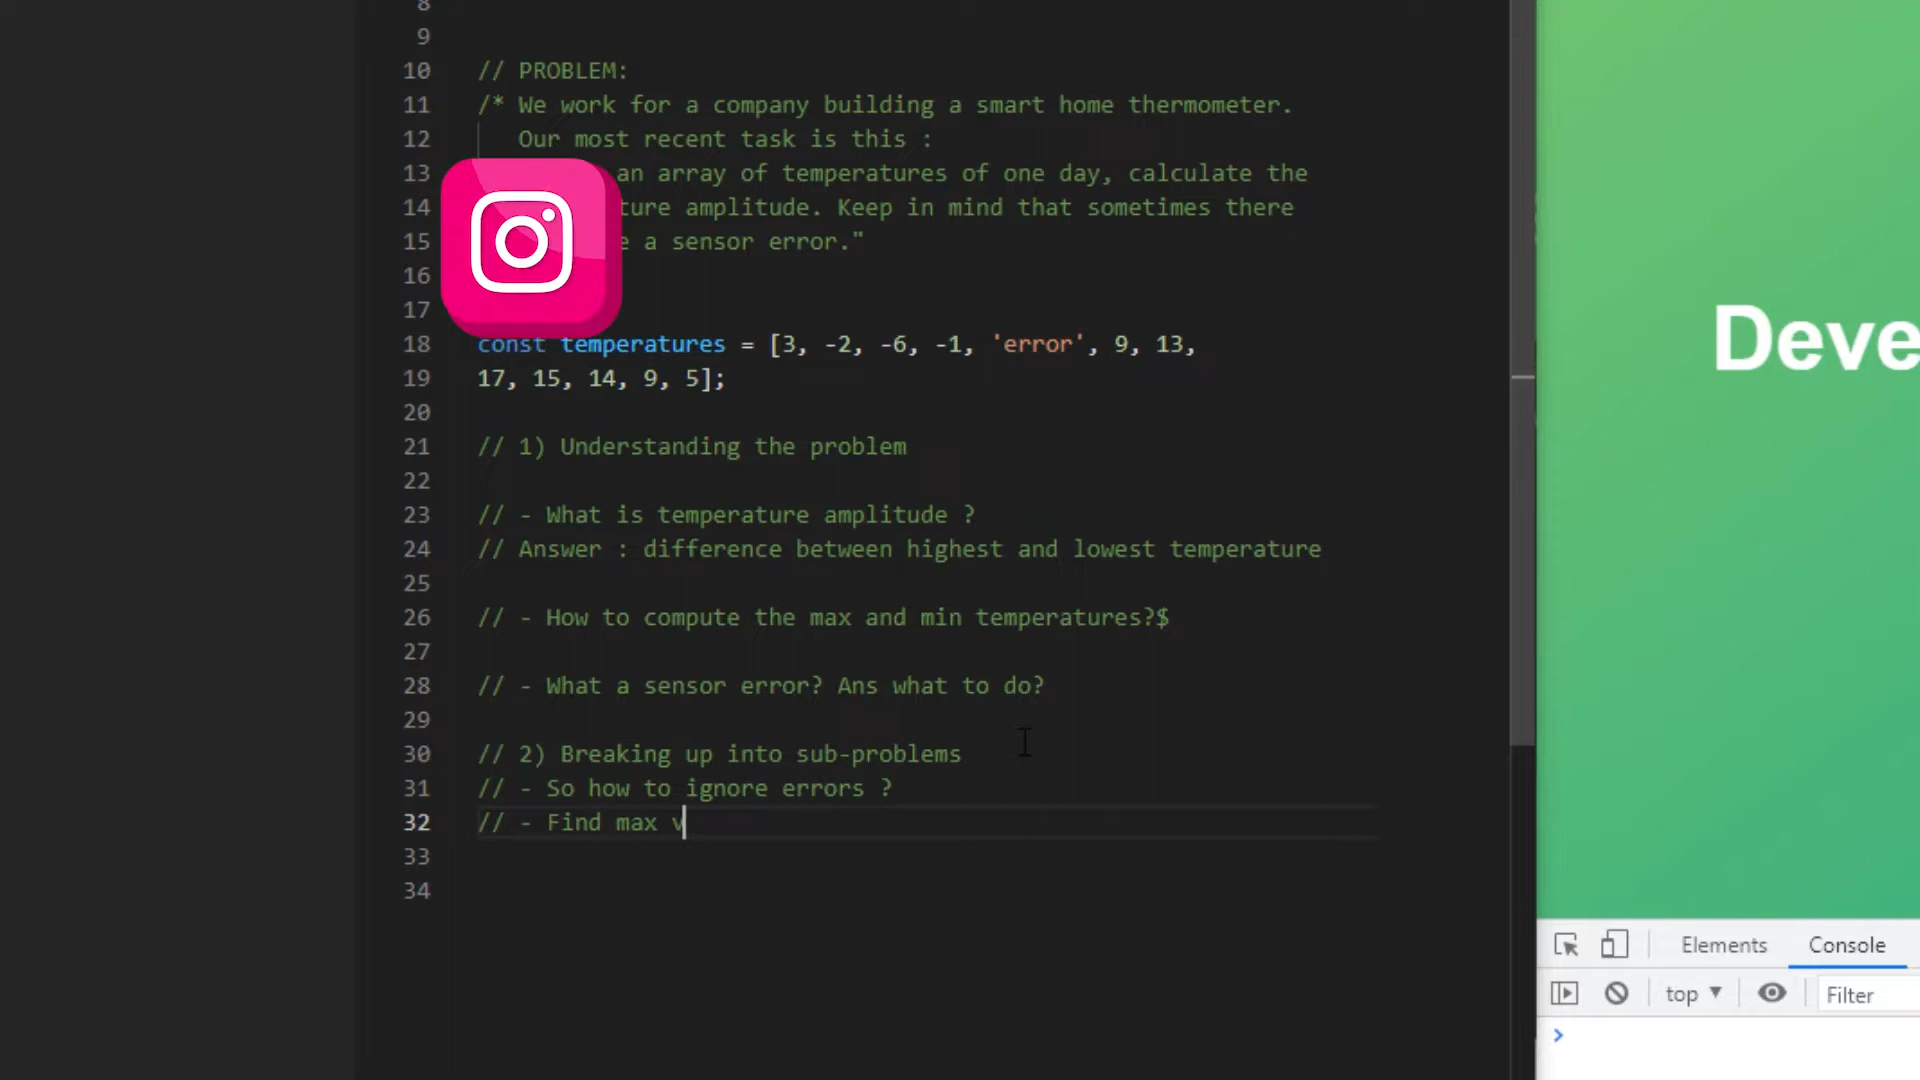 8
9
10 // PROBLEM:
11 /* We work for a company building a smart home thermometer.
12 Our most recent task is this :
13 an array of temperatures of one day, calculate the
14 ture amplitude. Keep in mind that sometimes there
15 e a sensor error."
16
17
18 const temperatures = [3, -2, -6, -1, 'error', 9, 13,
19 17, 15, 14, 9, 5];
20
21 // 1) Understanding the problem
22
23 // - What is temperature amplitude ?
24 // Answer : difference between highest and lowest temperature
25
26 // - How to compute the max and min temperatures?$
27
28 // - What a sensor error? Ans what to do?
29
30 // 2) Breaking up into sub-problems
31 // - So how to ignore errors ?
32 // - Find max v
33
34
Deve
Elements Console
top Filter